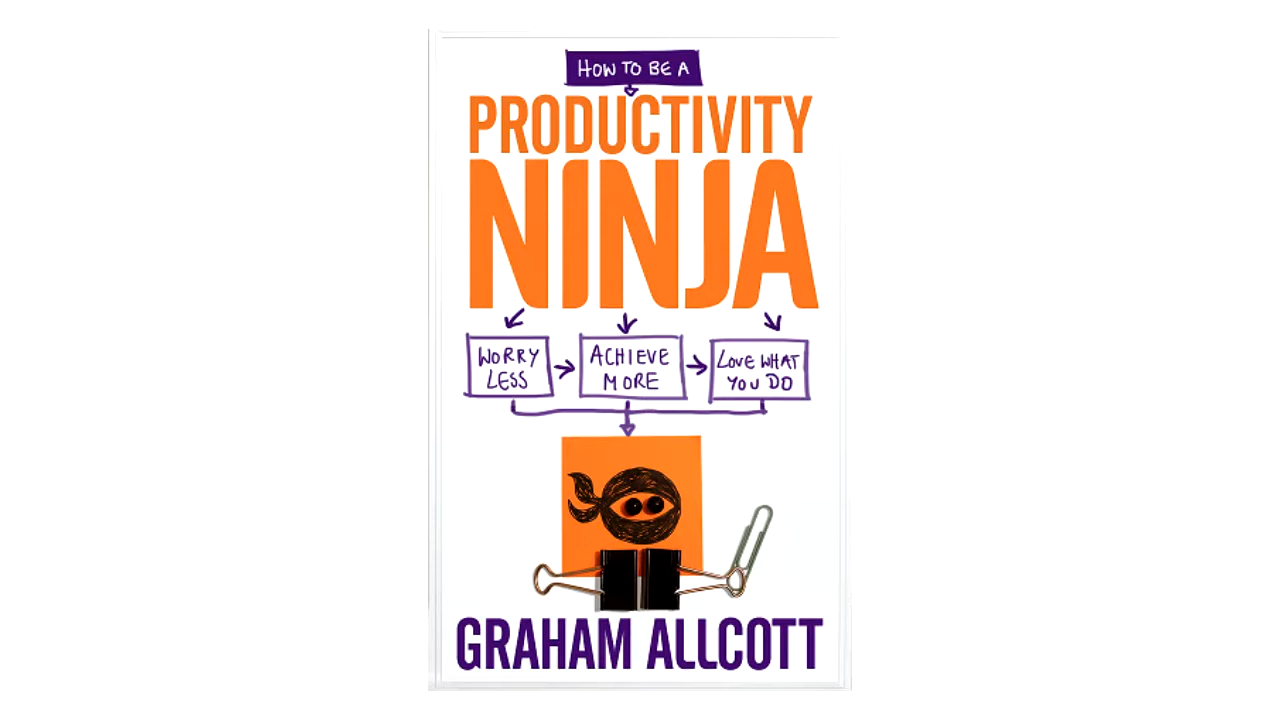 HOW TO BE A
PRODUCTIVITY
NINJA
WORRY LESS
ACHIEVE MORE
LOVE WHAT YOU DO
GRAHAM ALLCOTT